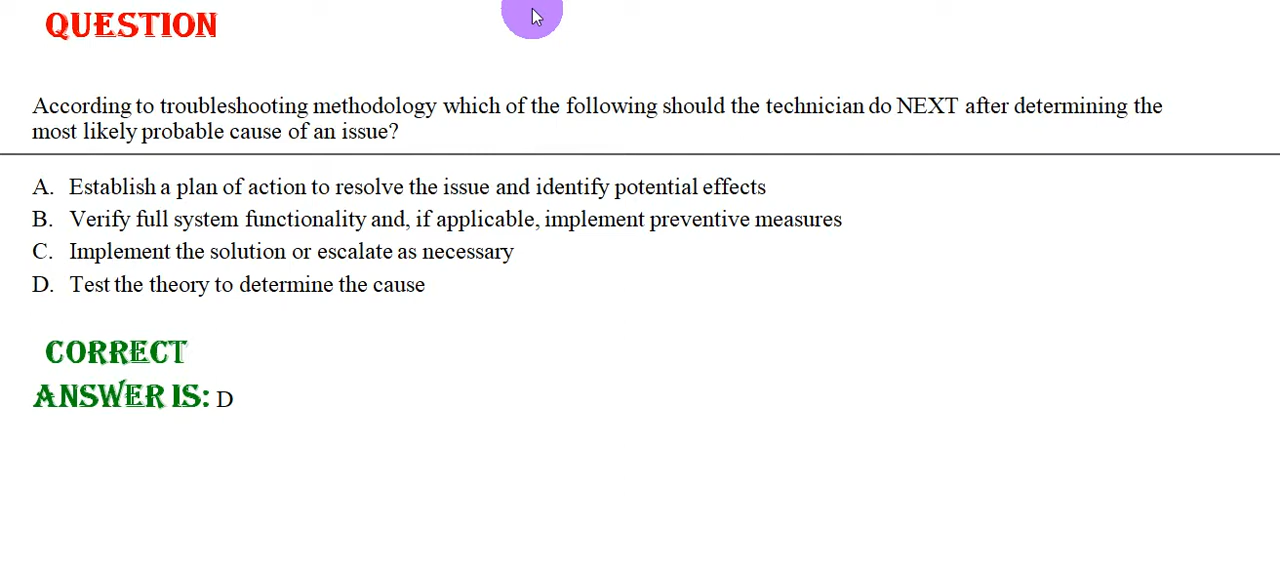 QUESTION
According to troubleshooting methodology which of the following should the technician do NEXT after determining the
most likely probable cause of an issue?
A. Establish a plan of action to resolve the issue and identify potential effects
B. Verify full system functionality and, if applicable, implement preventive measures
C. Implement the solution or escalate as necessary
D. Test the theory to determine the cause
CORRECT
ANSWER IS: D